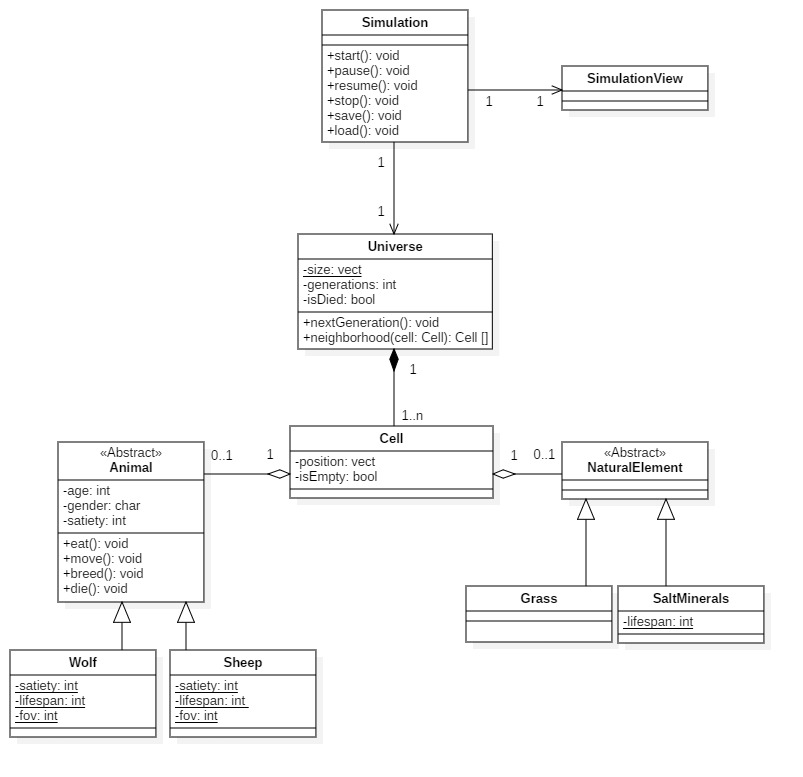 Simulation
+start(): void
+pause(): void
+resume(): void
+stop(): void
+save(): void
+load(): void
1
1
SimulationView
1
1
Universe
-size: vect
-generations: int
-isDied: bool
+nextGeneration(): void
+neighborhood(cell: Cell): Cell []
1
1..n
Cell
-position: vect
-isEmpty: bool
0..1
1
1
0..1
«Abstract»
Animal
-age: int
-gender: char
-satiety: int
+eat(): void
+move(): void
+breed(): void
+die(): void
«Abstract»
NaturalElement
Grass
SaltMinerals
-lifespan: int
Wolf
-satiety: int
-lifespan: int
-fov: int
Sheep
-satiety: int
-lifespan: int
-fov: int